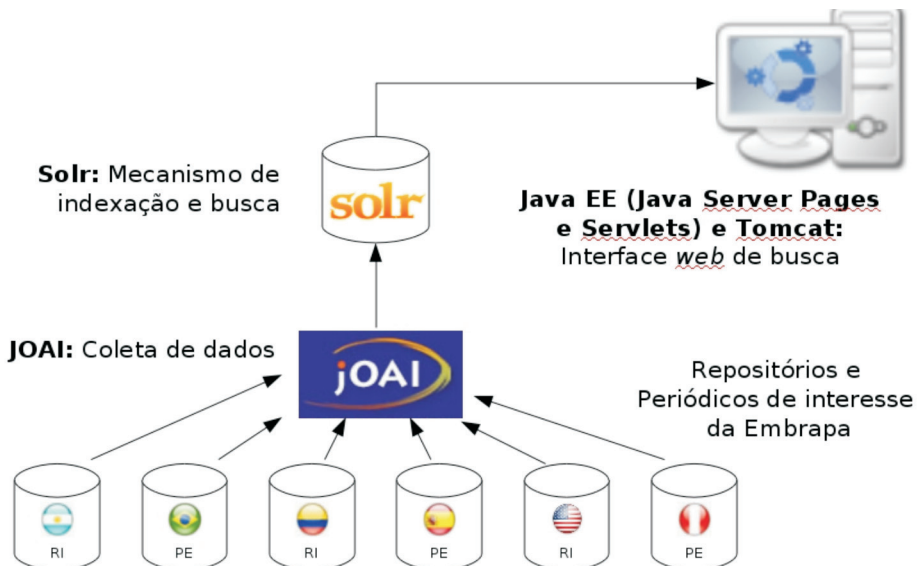 Solr: Mecanismo de
indexação e busca
solr
Java EE (Java Server Pages
e Servlets) e Tomcat:
Interface web de busca
JOAI: Coleta de dados
jOAI
Repositórios e
Periódicos de interesse
da Embrapa
RI
PE
RI
PE
RI
PE